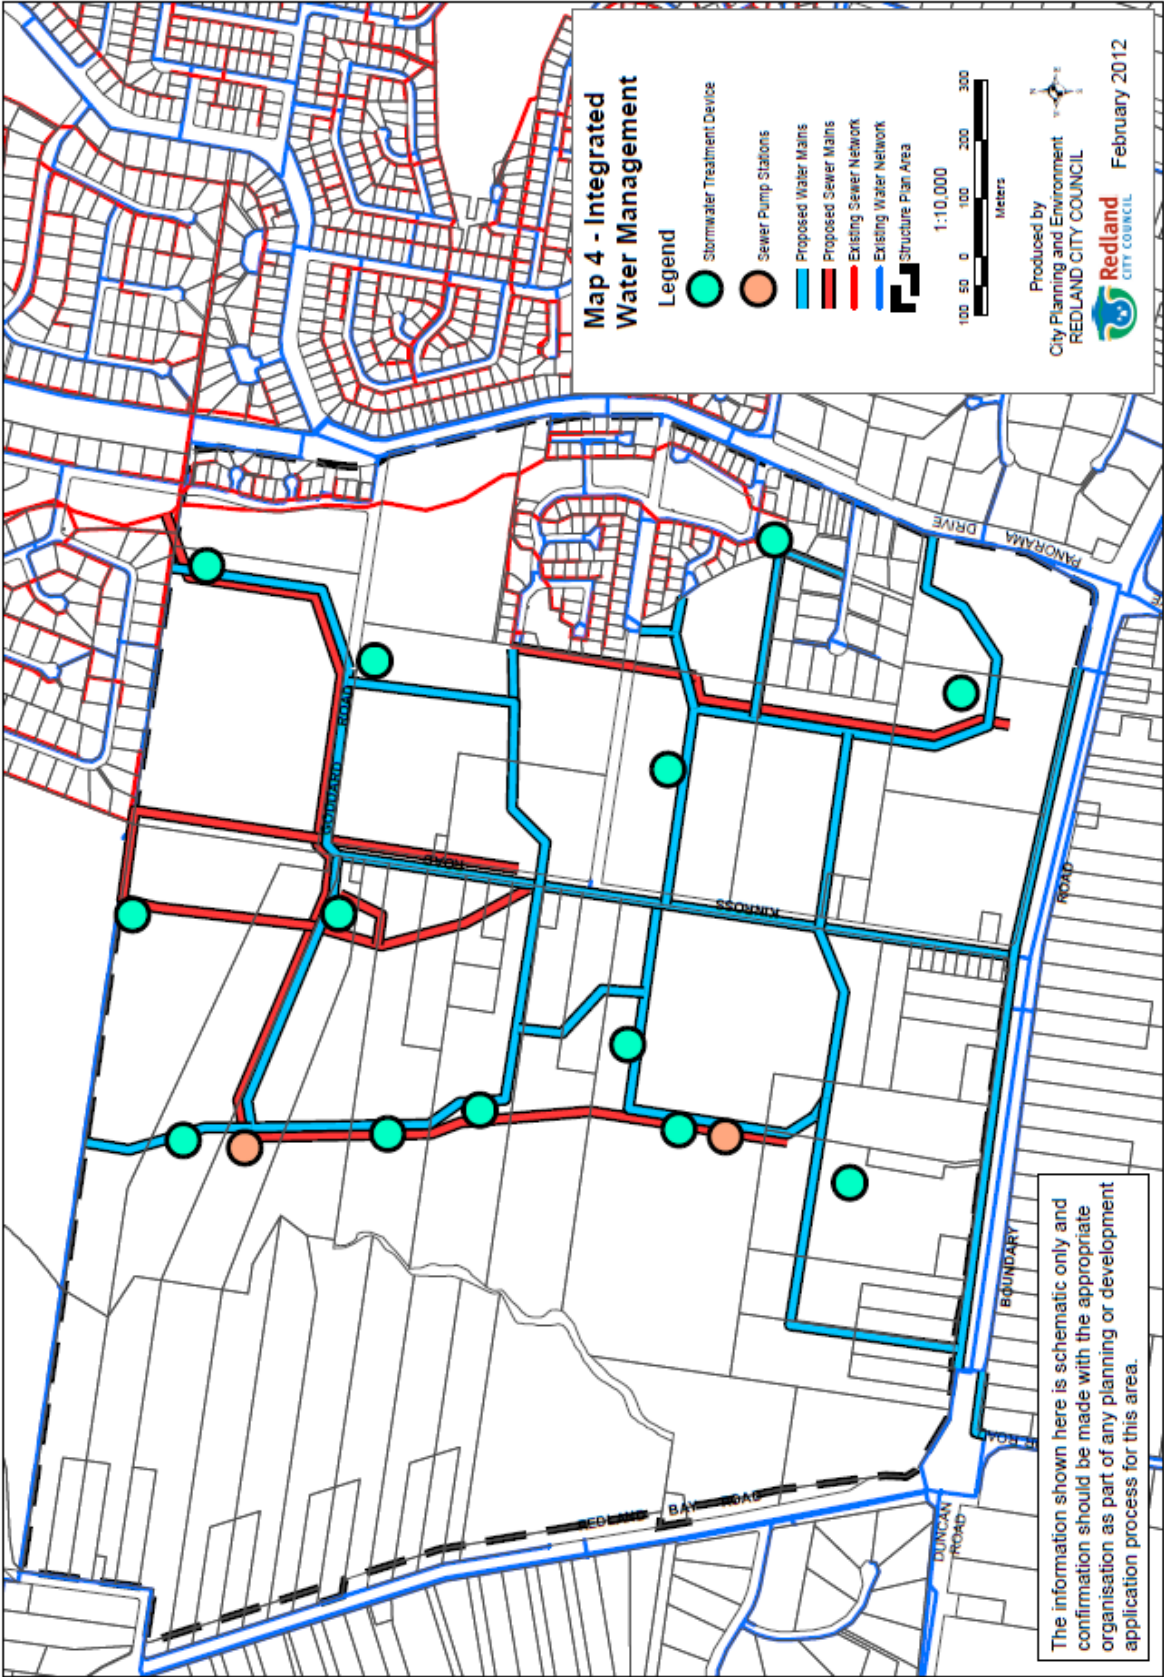 Map 4 - Integrated
Water Management
Legend
Stormwater Treatment Device
Sewer Pump Stations
Proposed Water Mains
Proposed Sewer Mains
Existing Sewer Network
Existing Water Network
Structure Plan Area
1:10,000
100 50 0 100 200 300
Meters
Produced by
City Planning and Environment
REDLAND CITY COUNCIL
N
Redland
CITY COUNCIL
February 2012
GODDARD ROAD
ROAD
KINROSS
PANORAMA
DRIVE
ROAD
BOUNDARY
REDLAND BAY ROAD
DUNCAN
ROAD
The information shown here is schematic only and
confirmation should be made with the appropriate
organisation as part of any planning or development
application process for this area.